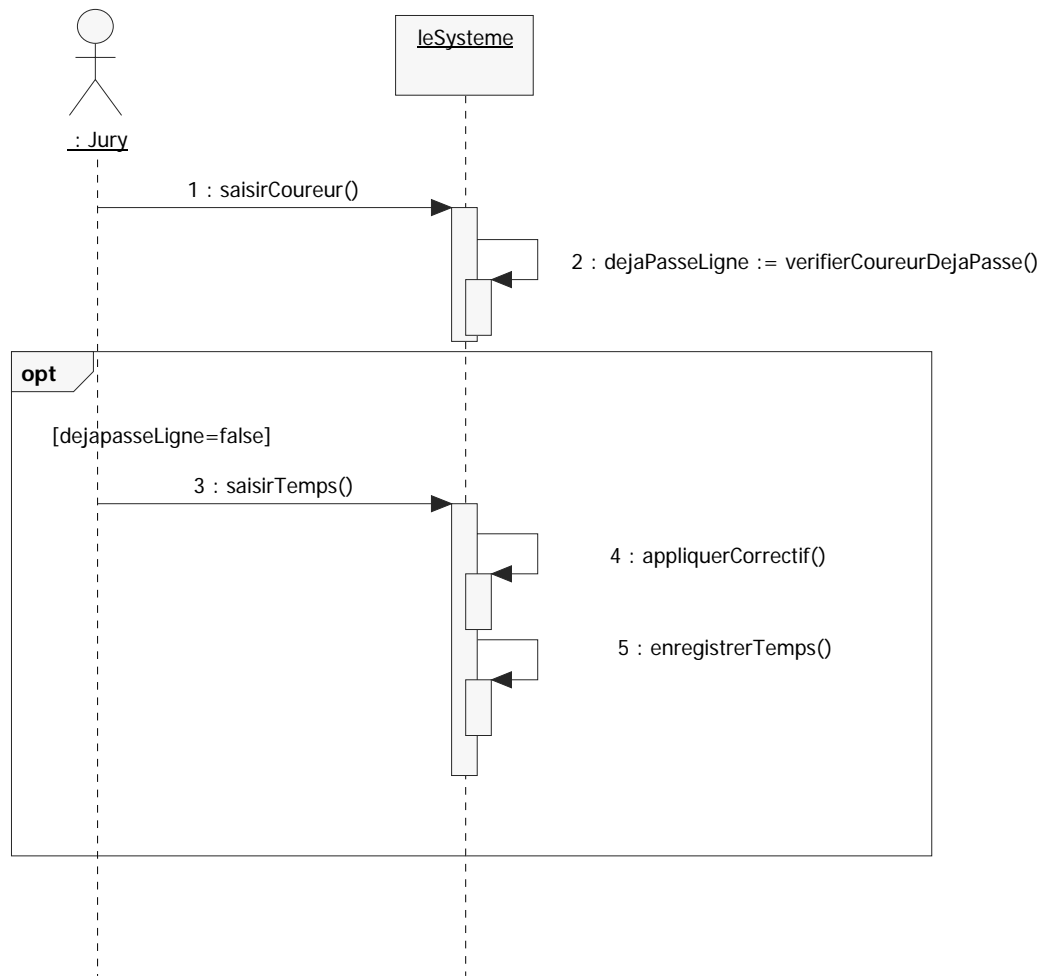 leSysteme
: Jury
1 : saisirCoureur()
2 : dejaPasseLigne := verifierCoureurDejaPasse()
opt
[dejapasseLigne=false]
3 : saisirTemps()
4 : appliquerCorrectif()
5 : enregistrerTemps()